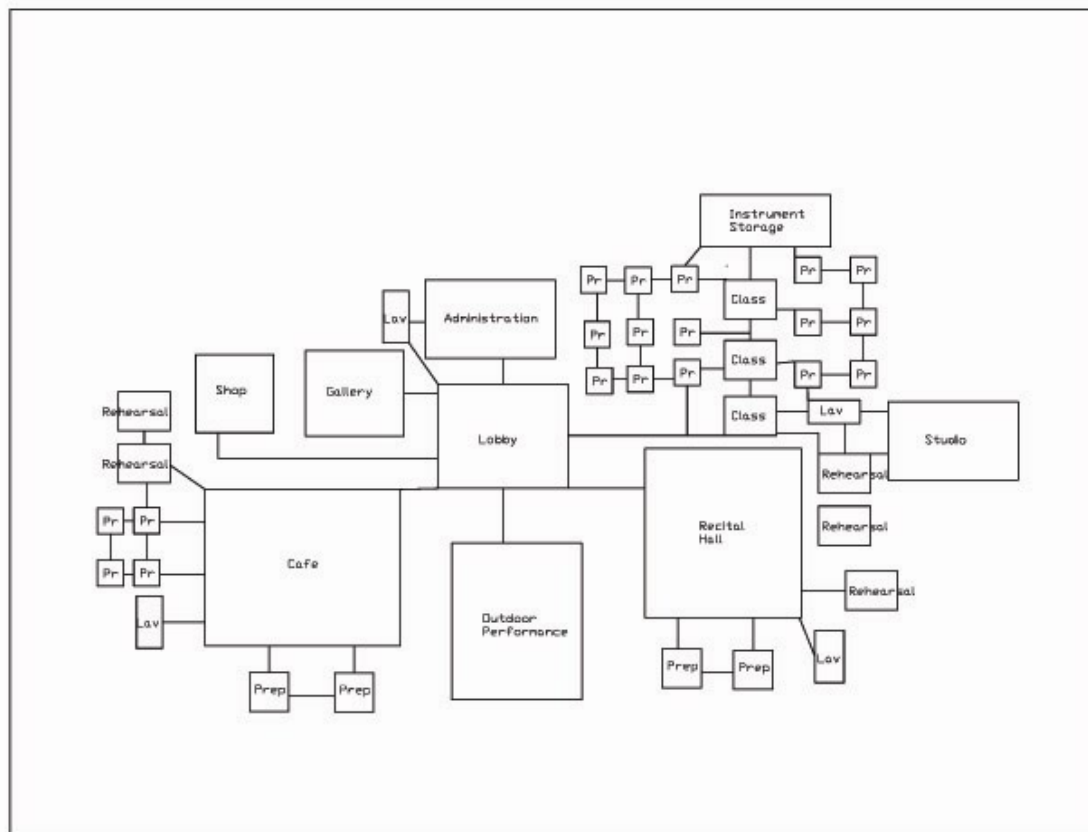 Instrument
Storage
Pr
Pr
Pr
Pr
Pr
Class
Lav
Administration
Pr
Pr
Pr
Pr
Pr
Class
Pr
Pr
Pr
Pr
Pr
Shop
Gallery
Rehearsal
Class
Lav
Lobby
Studio
Rehearsal
Rehearsal
Pr
Pr
Rehearsal
Recital
Hall
Cafe
Pr
Pr
Rehearsal
Lav
Outdoor
Performance
Prep
Prep
Lav
Prep
Prep